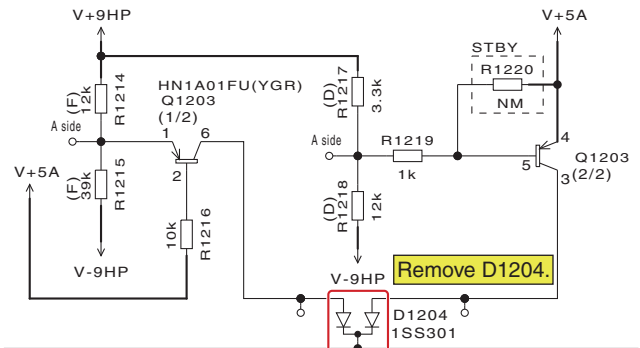 V+9HP
V+5A
STBY
R1220
NM
HN1A01FU(YGR)
Q1203
(1/2)
(F)
12k
R1214
(D)
R1217
3.3k
A side
1
6
2
A side
R1219
1k
4
5
3
Q1203
(2/2)
V+5A
(F)
39k
R1215
10k
R1216
(D)
R1218
12k
V-9HP
V-9HP
Remove D1204.
D1204
1SS301